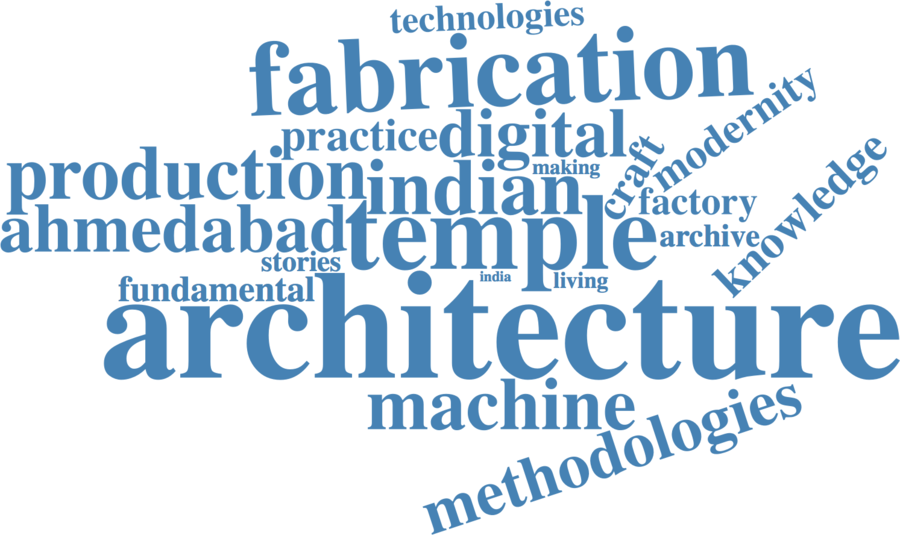 technologies
fabrication
practice digital
modernity
making
craft
production indian
knowledge
factory
ahmedabad temple
archive
stories
india
living
fundamental
architecture
machine
methodologies